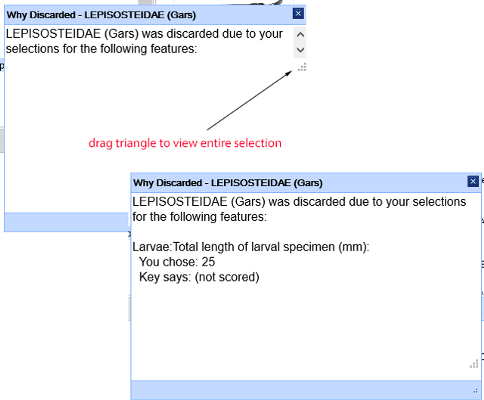 Why Discarded - LEPISOSTEIDAE (Gars)
LEPISOSTEIDAE (Gars) was discarded due to your
selections for the following features:
drag triangle to view entire selection
Why Discarded - LEPISOSTEIDAE (Gars)
LEPISOSTEIDAE (Gars) was discarded due to your selections
for the following features:
Larvae:Total length of larval specimen (mm):
You chose: 25
Key says: (not scored)